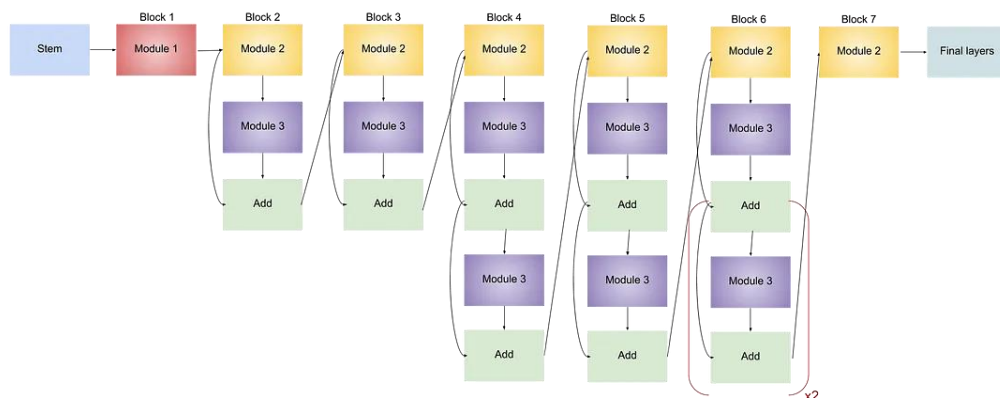 Block 1
Block 2
Block 3
Block 4
Block 5
Block 6
Block 7
Stem
Module 1
Module 2
Module 2
Module 2
Module 2
Module 2
Module 2
Final layers
Module 3
Module 3
Module 3
Module 3
Module 3
Add
Add
Add
Add
Add
Module 3
Module 3
Module 3
Add
Add
Add
x2